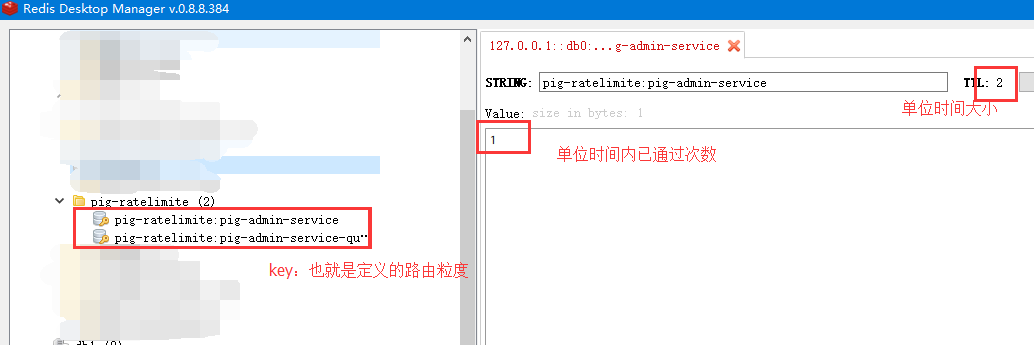 Redis Desktop Manager v.0.8.8.384
127.0.0.1::db0:...g-admin-service
STRING: pig-ratelimite:pig-admin-service TTL: 2
单位时间大小
Value: size in bytes: 1
1
单位时间内已通过次数
pig-ratelimite (2)
pig-ratelimite:pig-admin-service
pig-ratelimite:pig-admin-service-qu…
key：也就是定义的路由粒度
db1 (0)